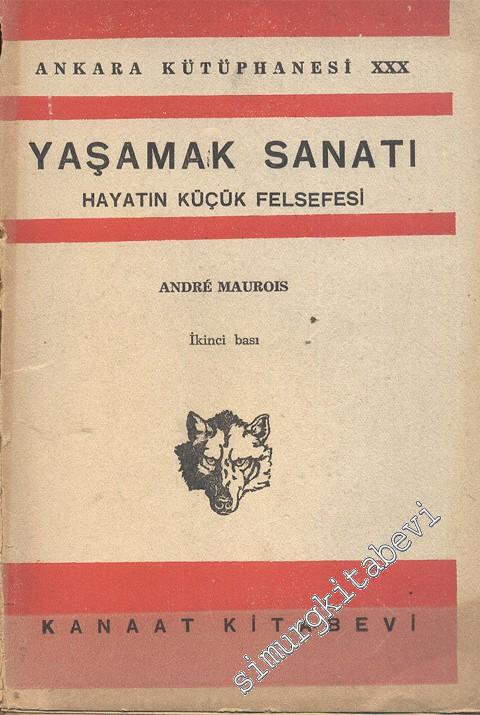 ANKARA KÜTÜPHANESİ XXX
YAŞAMAK SANATI
HAYATIN KÜÇÜK FELSEFESİ
ANDRÉ MAUROIS
İkinci bası
KANAAT KİTABEVİ
simurgkitabevi